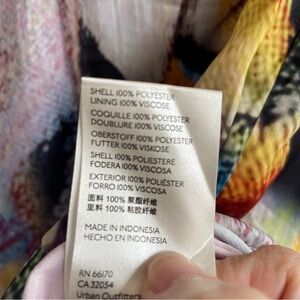 SHELL 100% POLYESTER
LINING 100% VISCOSE
COQUILLE 100% POLYESTER
DOUBLURE 100% VISCOSE
OBERSTOFF 100% POLYESTER
FUTTER 100% VISKOSE
SHELL 100% POLIESTERE
FODERA 100% VISCOSA
EXTERIOR 100% POLIÉSTER
FORRO 100% VISCOSA
面料 100% 聚酯纤维
里料 100% 粘胶纤维
MADE IN INDONESIA
HECHO EN INDONESIA
RN 66170
CA 32054
Urban Outfitters